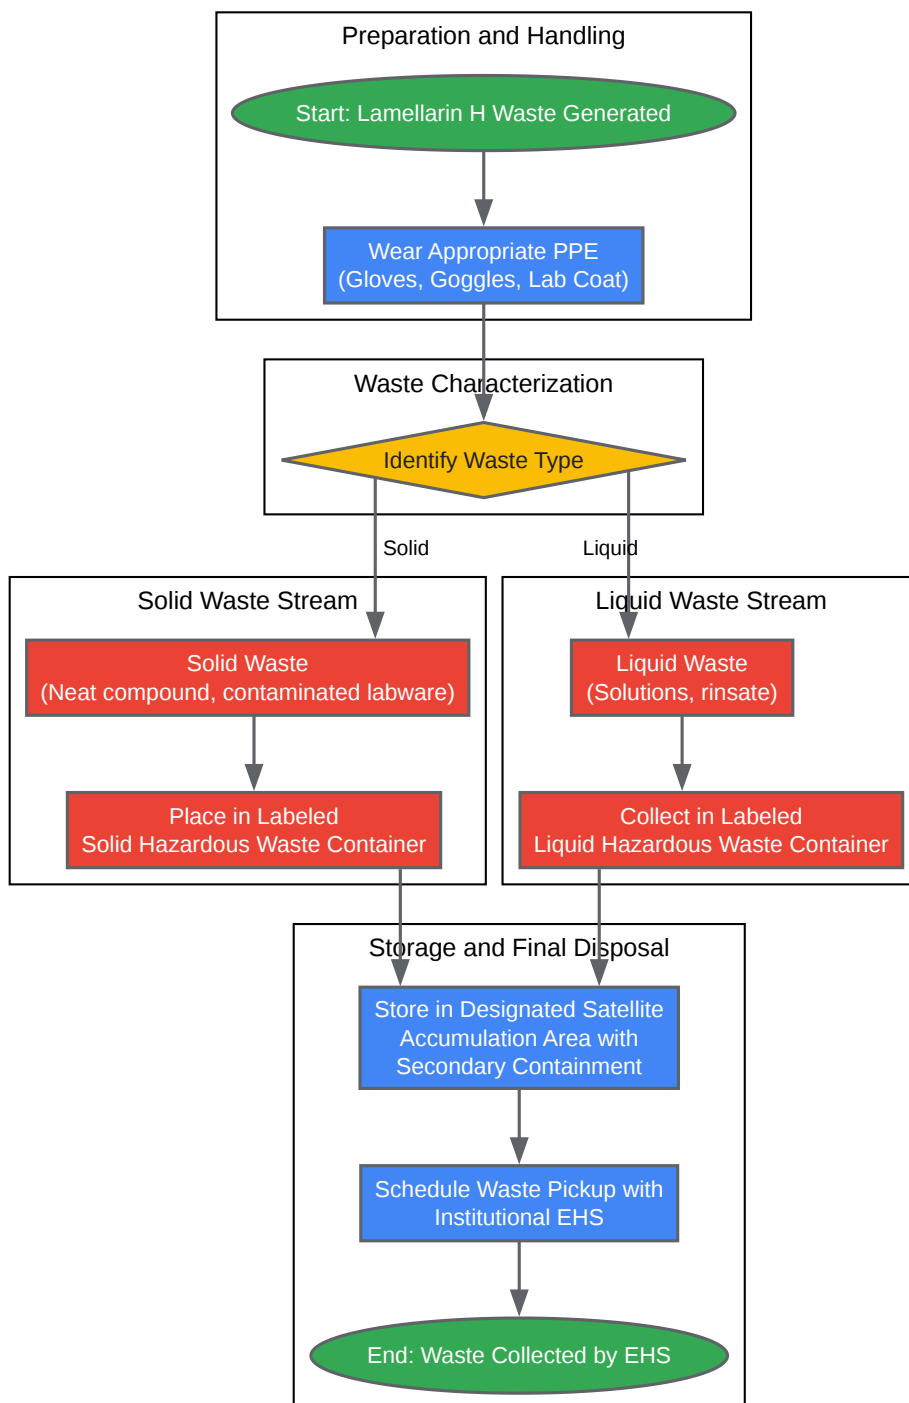 Preparation and Handling
Start: Lamellarin H Waste Generated
Wear Appropriate PPE
(Gloves, Goggles, Lab Coat)
Waste Characterization
Identify Waste Type
Solid
Liquid
Solid Waste Stream
Solid Waste
(Neat compound, contaminated labware)
Place in Labeled
Solid Hazardous Waste Container
Liquid Waste Stream
Liquid Waste
(Solutions, rinsate)
Collect in Labeled
Liquid Hazardous Waste Container
Storage and Final Disposal
Store in Designated Satellite
Accumulation Area with
Secondary Containment
Schedule Waste Pickup with
Institutional EHS
End: Waste Collected by EHS